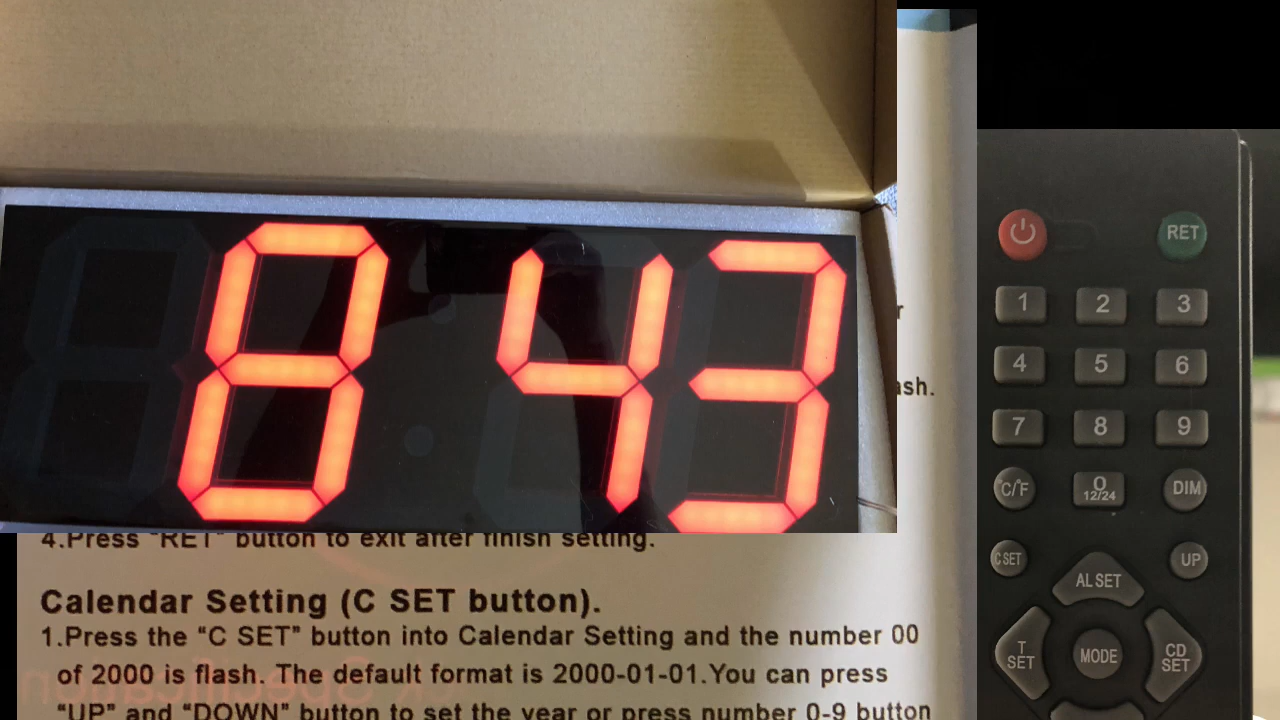 8 43
ash.
4.Press "RET" button to exit after finish setting.
Calendar Setting (C SET button).
1.Press the "C SET" button into Calendar Setting and the number 00
of 2000 is flash. The default format is 2000-01-01.You can press
"UP" and "DOWN" button to set the year or press number 0-9 button
RET
1 2 3
4 5 6
7 8 9
C/F 0 DIM
12/24
C SET UP
AL SET
T SET MODE CD SET